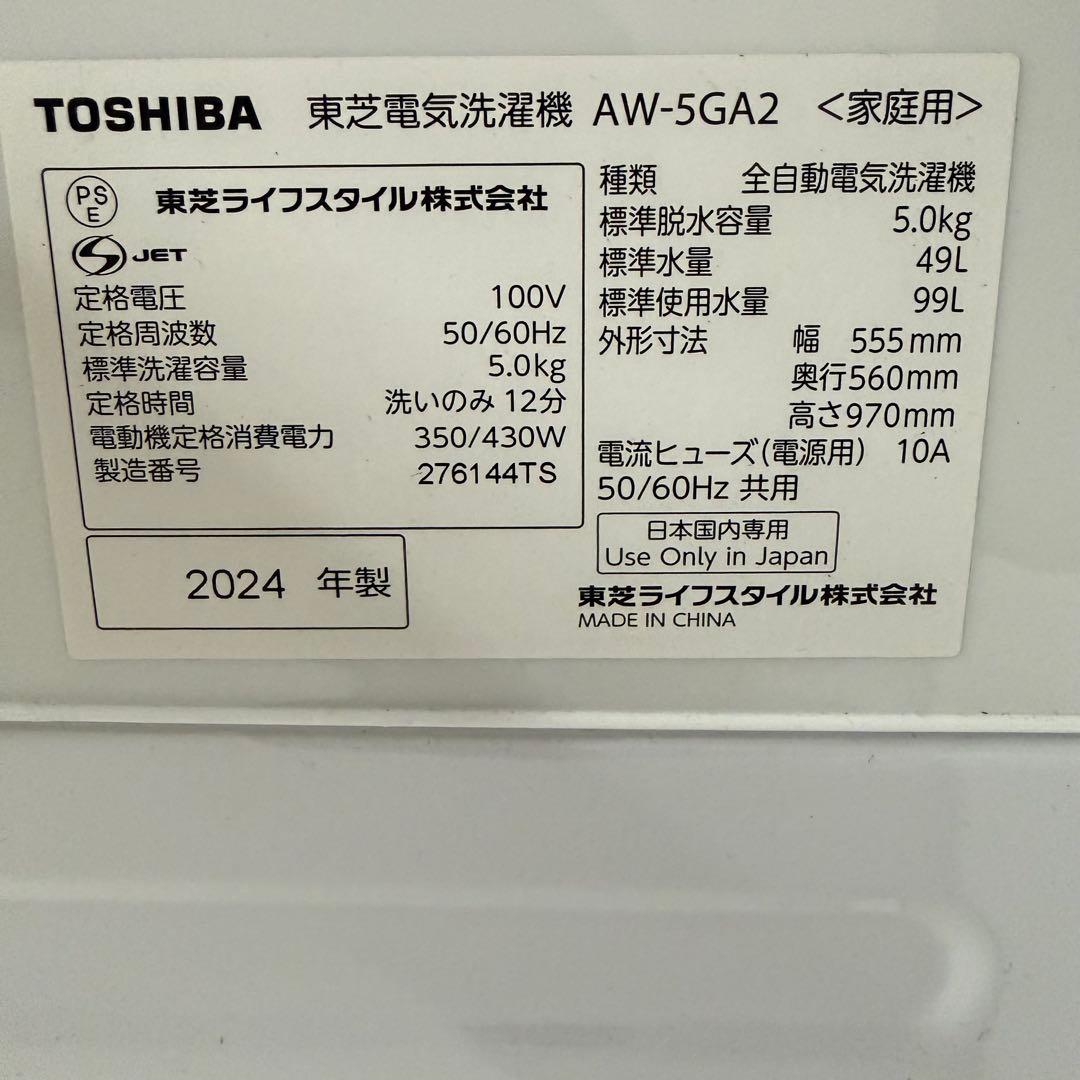 TOSHIBA 東芝電気洗濯機 AW-5GA2 <家庭用>
PS
E
東芝ライフスタイル株式会社
S JET
定格電圧 100V
定格周波数 50/60Hz
標準洗濯容量 5.0kg
定格時間 洗いのみ 12分
電動機定格消費電力 350/430W
製造番号 276144TS
2024 年製
種類 全自動電気洗濯機
標準脱水容量 5.0kg
標準水量 49L
標準使用水量 99L
外形寸法 幅 555mm
奥行560mm
高さ970mm
電流ヒューズ(電源用) 10A
50/60Hz 共用
日本国内専用
Use Only in Japan
東芝ライフスタイル株式会社
MADE IN CHINA